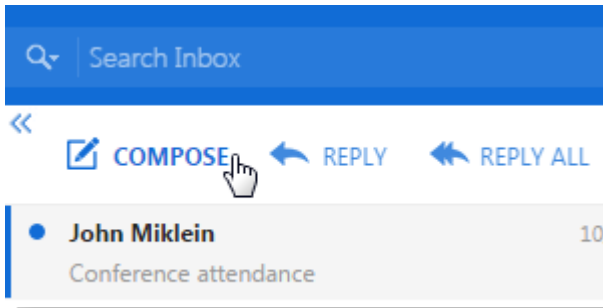 Search Inbox
COMPOSE REPLY REPLY ALL
John Miklein 10
Conference attendance